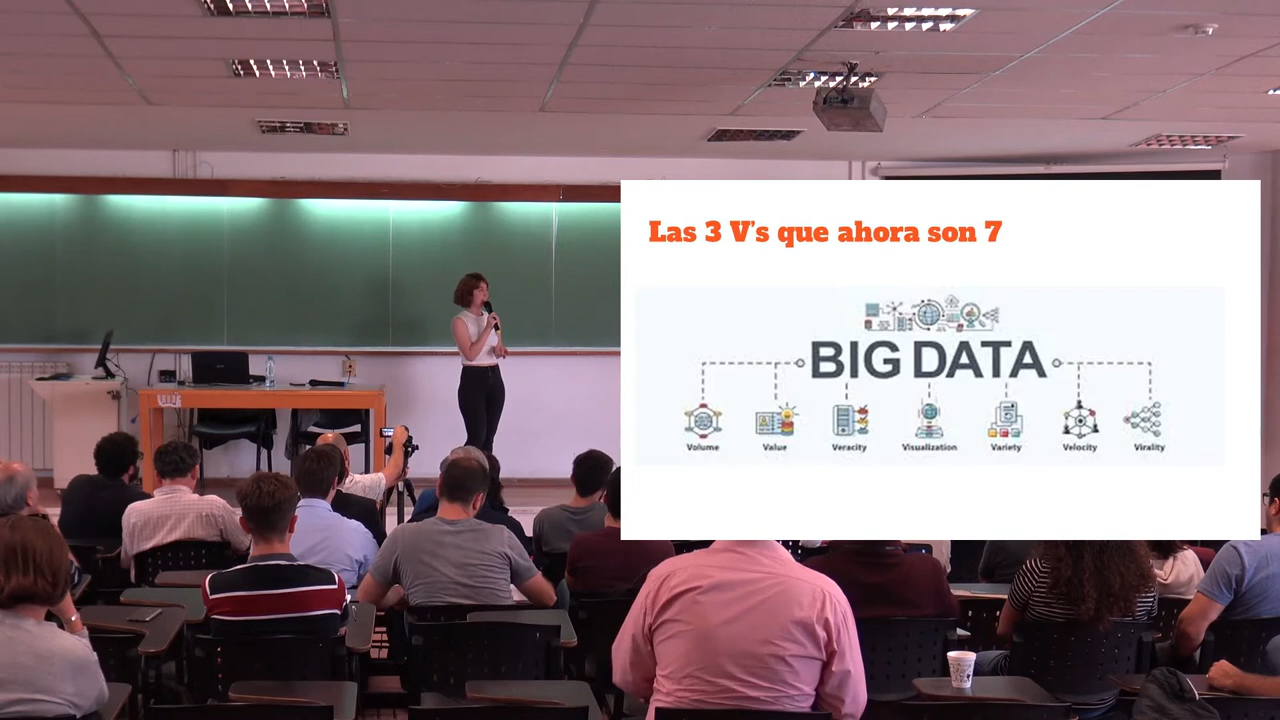 Las 3 V's que ahora son 7
BIG DATA
Volume Value Veracity Visualization Variety Velocity Virality